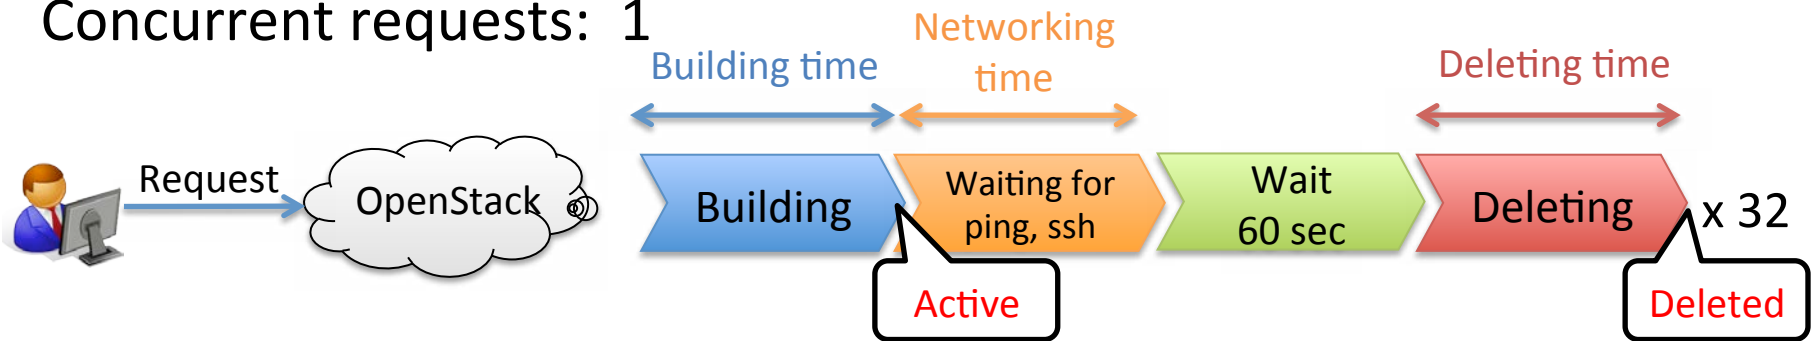 Concurrent requests: 1
Building time
Networking
time
Deleting time
Request
OpenStack
Building
Waiting for
ping, ssh
Wait
60 sec
Deleting
x 32
Active
Deleted